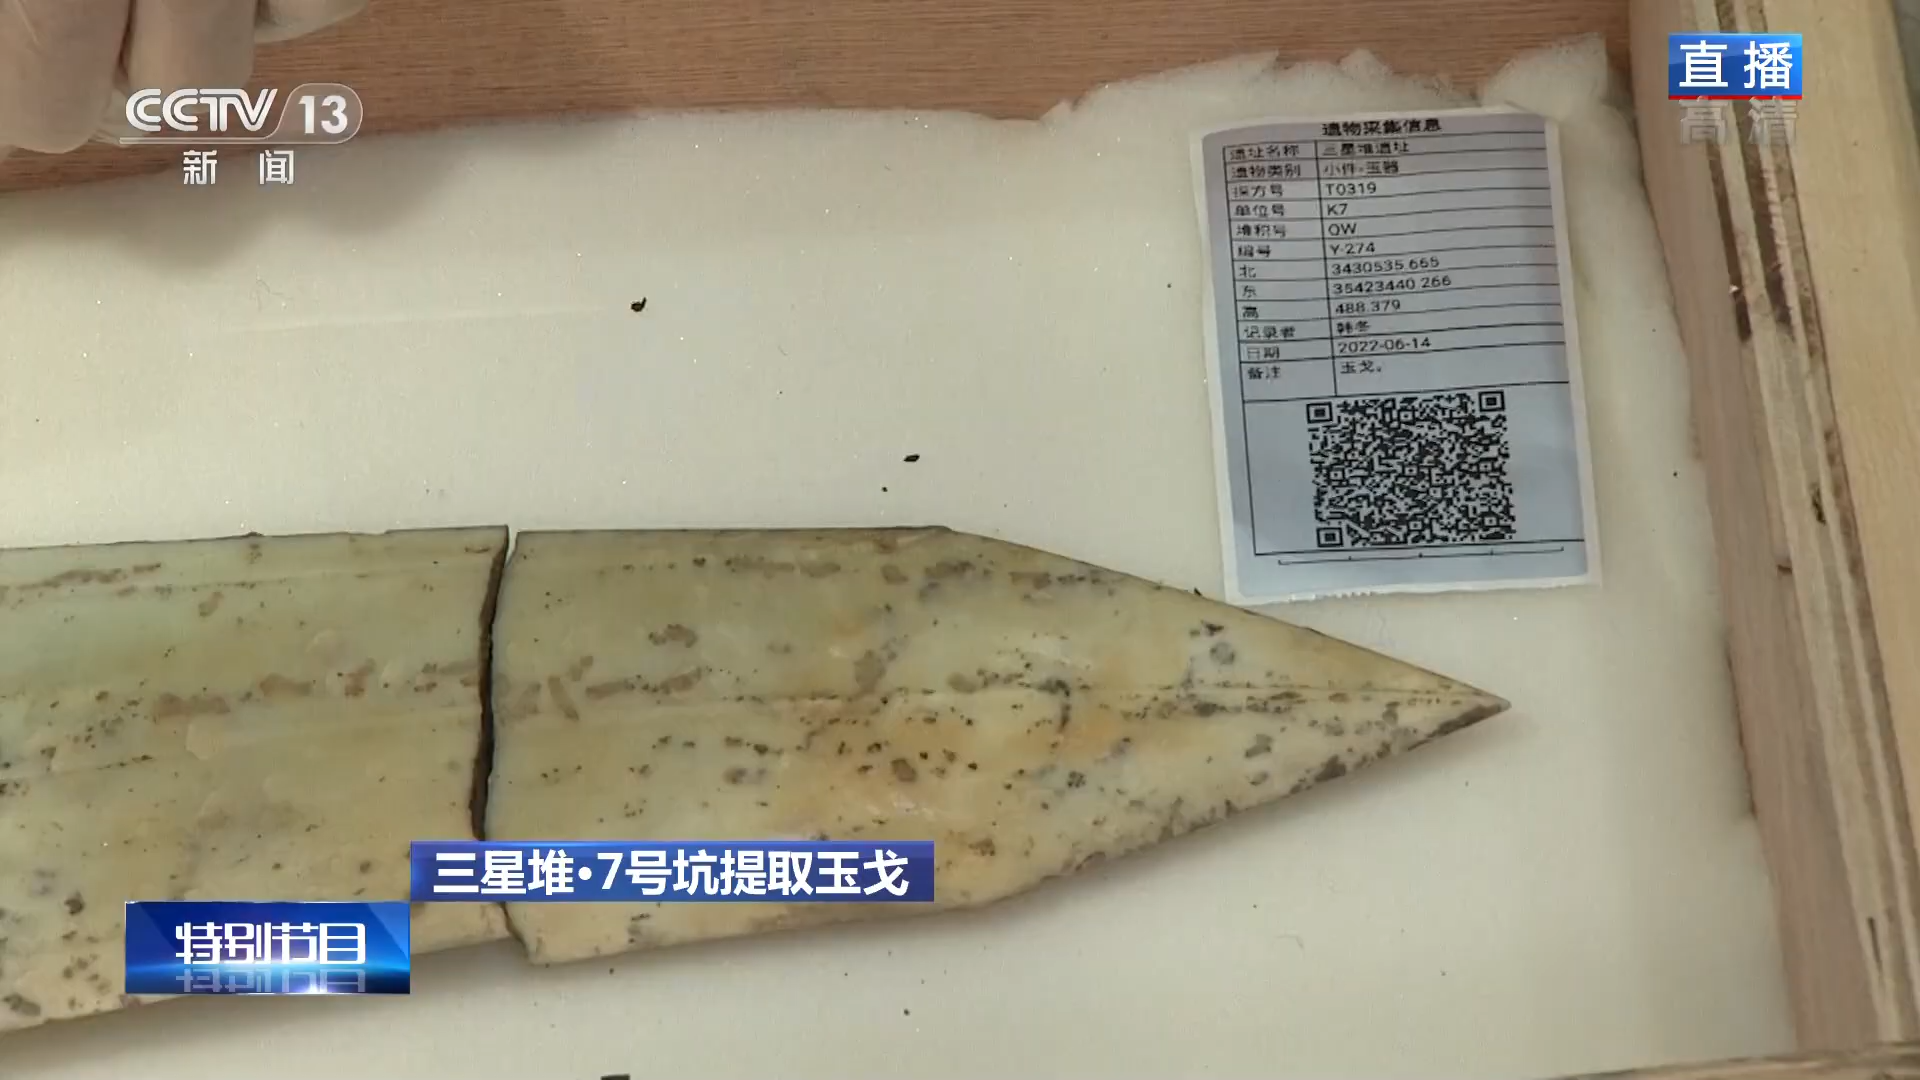 CCTV 13
新闻
直播
高清
遗物采集信息
遗址名称 三星堆遗址
遗物类别 小件-玉器
探方号 T0319
单位号 K7
堆积号 QW
编号 Y-274
北 3430535.665
东 35423440.266
高 488.379
记录者 韩冬
日期 2022-06-14
备注 玉戈。
三星堆·7号坑提取玉戈
特别节目